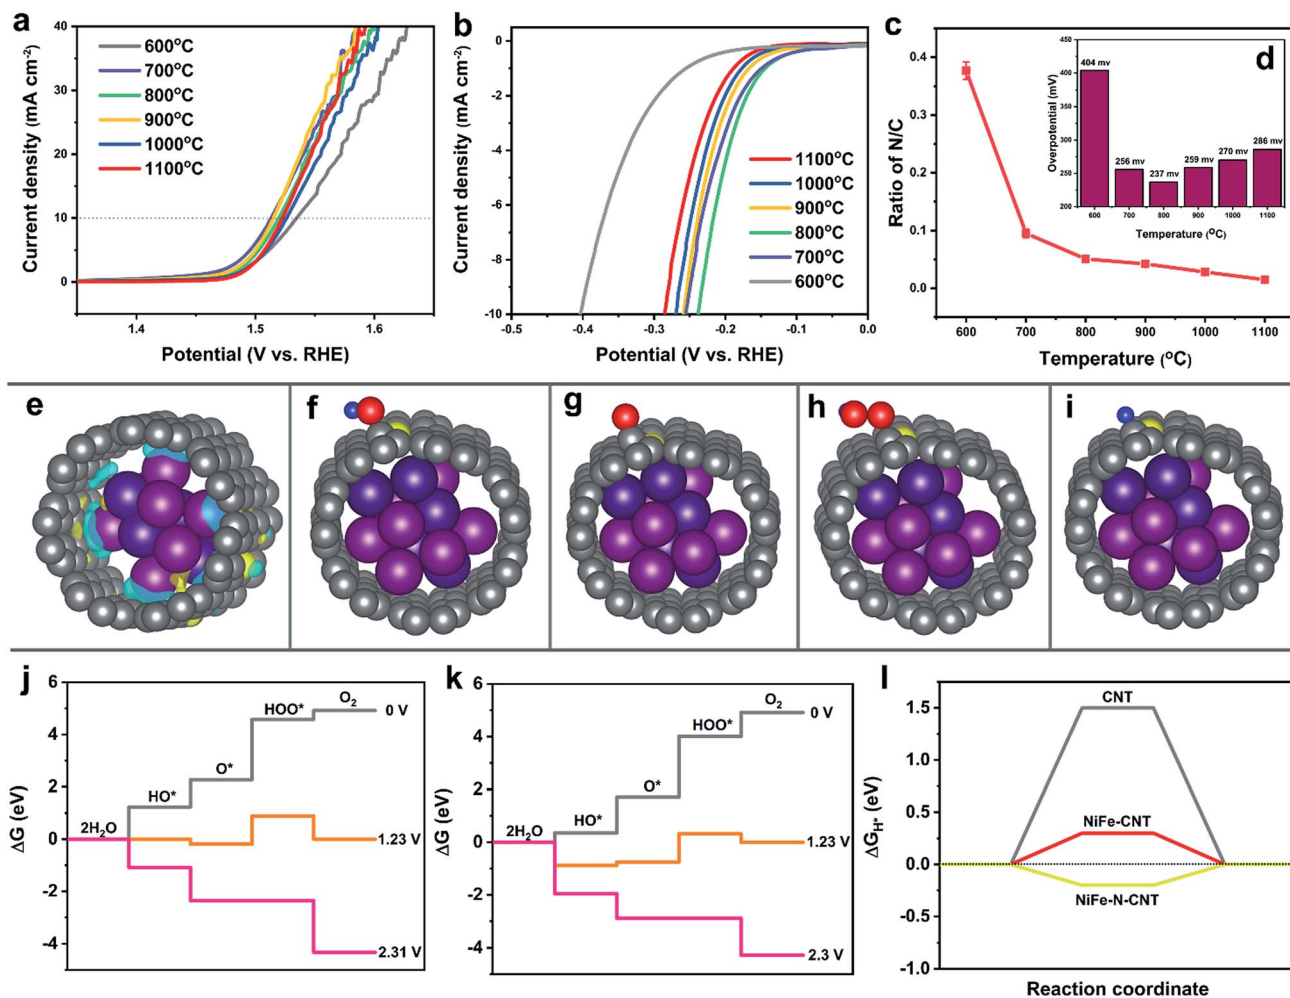 a
40
30
20
10
0
Current density (mA cm⁻²)
600°C
700°C
800°C
900°C
1000°C
1100°C
1.4
1.5
1.6
Potential (V vs. RHE)
b
0
-2
-4
-6
-8
-10
Current density (mA cm⁻²)
1100°C
1000°C
900°C
800°C
700°C
600°C
-0.5
-0.4
-0.3
-0.2
-0.1
0.0
Potential (V vs. RHE)
c
0.4
0.3
0.2
0.1
0.0
Ratio of N/C
600
700
800
900
1000
1100
Temperature (°C)
d
450
400
350
300
250
200
Overpotential (mV)
404 mv
256 mv
237 mv
259 mv
270 mv
286 mv
600
700
800
900
1000
1100
Temperature (°C)
e
f
g
h
i
j
6
4
2
0
-2
-4
ΔG (eV)
2H₂O
HO*
O*
HOO*
O₂
0 V
1.23 V
2.31 V
k
6
4
2
0
-2
-4
ΔG (eV)
2H₂O
HO*
O*
HOO*
O₂
0 V
1.23 V
2.3 V
l
1.5
1.0
0.5
0.0
-0.5
-1.0
ΔG_H* (eV)
CNT
NiFe-CNT
NiFe-N-CNT
Reaction coordinate